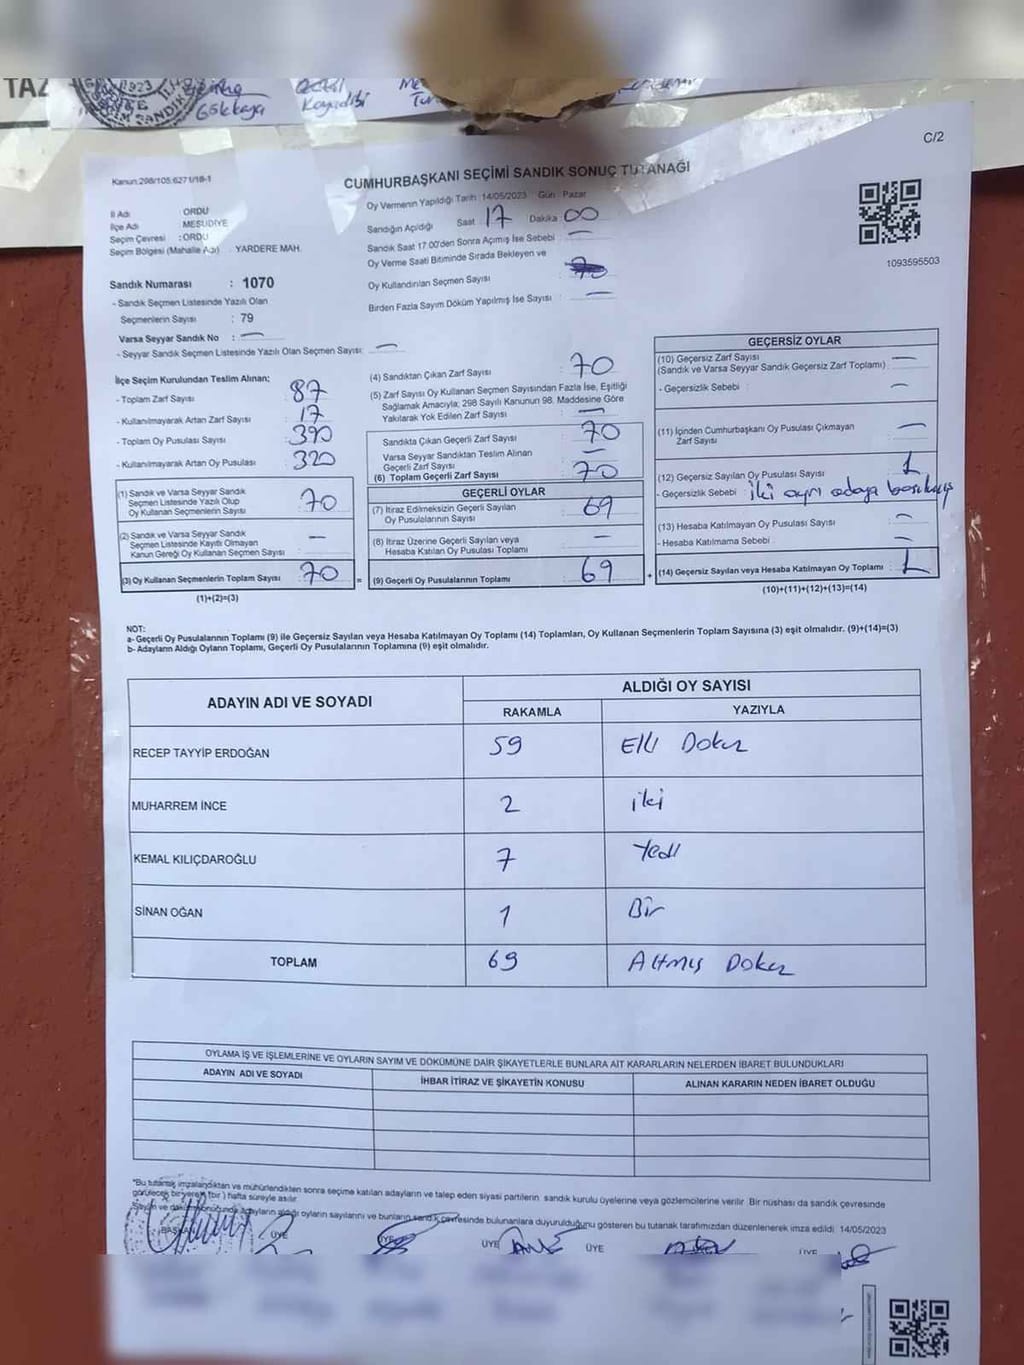 TAZ
1923
Gökkaya
Kayadibi
C/2
Kanun:298/105.6271/18-1
CUMHURBAŞKANI SEÇİMİ SANDIK SONUÇ TUTANAĞI
İl Adı ORDU
İlçe Adı MESUDİYE
Seçim Çevresi : ORDU
Seçim Bölgesi (Mahalle Adı) : YARDERE MAH.
Sandık Numarası : 1070
- Sandık Seçmen Listesinde Yazılı Olan
Seçmenlerin Sayısı : 79
Varsa Seyyar Sandık No : —
- Seyyar Sandık Seçmen Listesinde Yazılı Olan Seçmen Sayısı: —
Oy Vermenin Yapıldığı Tarih :14/05/2023 Gün : Pazar
Sandığın Açıldığı Saat 17 Dakika 00
Sandık Saat 17:00'den Sonra Açımış İse Sebebi : —
Oy Verme Saati Bitiminde Sırada Bekleyen ve
Oy Kullandırılan Seçmen Sayısı :
Birden Fazla Sayım Döküm Yapılmış İse Sayısı : —
1093595503
İlçe Seçim Kurulundan Teslim Alınan;
- Toplam Zarf Sayısı : 87
- Kullanılmayarak Artan Zarf Sayısı : 17
- Toplam Oy Pusulası Sayısı : 390
- Kullanılmayarak Artan Oy Pusulası : 320
(1) Sandık ve Varsa Seyyar Sandık
Seçmen Listesinde Yazılı Olup
Oy Kullanan Seçmenlerin Sayısı : 70
(2) Sandık ve Varsa Seyyar Sandık
Seçmen Listesinde Kayıtlı Olmayan
Kanun Gereği Oy Kullanan Seçmen Sayısı : —
(3) Oy Kullanan Seçmenlerin Toplam Sayısı : 70
(1)+(2)=(3)
(4) Sandıktan Çıkan Zarf Sayısı : 70
(5) Zarf Sayısı Oy Kullanan Seçmen Sayısından Fazla İse, Eşitliği
Sağlamak Amacıyla; 298 Sayılı Kanunun 98. Maddesine Göre
Yakılarak Yok Edilen Zarf Sayısı : —
Sandıkta Çıkan Geçerli Zarf Sayısı : 70
Varsa Seyyar Sandıktan Teslim Alınan
Geçerli Zarf Sayısı : —
(6) Toplam Geçerli Zarf Sayısı : 70
GEÇERLİ OYLAR
(7) İtiraz Edilmeksizin Geçerli Sayılan
Oy Pusulalarının Sayısı : 69
(8) İtiraz Üzerine Geçerli Sayılan veya
Hesaba Katılan Oy Pusulası Toplamı : —
= (9) Geçerli Oy Pusulalarının Toplamı : 69
GEÇERSİZ OYLAR
(10) Geçersiz Zarf Sayısı
(Sandık ve Varsa Seyyar Sandık Geçersiz Zarf Toplamı) : —
- Geçersizlik Sebebi : —
(11) İçinden Cumhurbaşkanı Oy Pusulası Çıkmayan
Zarf Sayısı : —
(12) Geçersiz Sayılan Oy Pusulası Sayısı : 1
- Geçersizlik Sebebi : iki ayrı adaya basılmış
(13) Hesaba Katılmayan Oy Pusulası Sayısı : —
- Hesaba Katılmama Sebebi : —
+ (14) Geçersiz Sayılan veya Hesaba Katılmayan Oy Toplamı : 1
(10)+(11)+(12)+(13)=(14)
NOT:
a- Geçerli Oy Pusulalarının Toplamı (9) ile Geçersiz Sayılan veya Hesaba Katılmayan Oy Toplamı (14) Toplamları, Oy Kullanan Seçmenlerin Toplam Sayısına (3) eşit olmalıdır. (9)+(14)=(3)
b- Adayların Aldığı Oyların Toplamı, Geçerli Oy Pusulalarının Toplamına (9) eşit olmalıdır.
ADAYIN ADI VE SOYADI ALDIĞI OY SAYISI
RAKAMLA YAZIYLA
RECEP TAYYİP ERDOĞAN 59 Elli Dokuz
MUHARREM İNCE 2 iki
KEMAL KILIÇDAROĞLU 7 Yedi
SİNAN OĞAN 1 Bir
TOPLAM 69 Altmış Dokuz
OYLAMA İŞ VE İŞLEMLERİNE VE OYLARIN SAYIM VE DÖKÜMÜNE DAİR ŞİKAYETLERLE BUNLARA AİT KARARLARIN NELERDEN İBARET BULUNDUKLARI
ADAYIN ADI VE SOYADI İHBAR İTİRAZ VE ŞİKAYETİN KONUSU ALINAN KARARIN NEDEN İBARET OLDUĞU
*Bu tutanak imzalandıktan ve mühürlendikten sonra seçime katılan adayların ve talep eden siyasi partilerin sandık kurulu üyelerine veya gözlemcilerine verilir. Bir nüshası da sandık çevresinde
görülecek bir yere (bir) hafta süreyle asılır.
Sayım ve döküm sonucunda adayların aldığı oyların sayılarını ve bunların sandık çevresinde bulunanlara duyurulduğunu gösteren bu tutanak tarafımızdan düzenlenerek imza edildi. 14/05/2023
BAŞKAN ÜYE ÜYE ÜYE ÜYE ÜYE